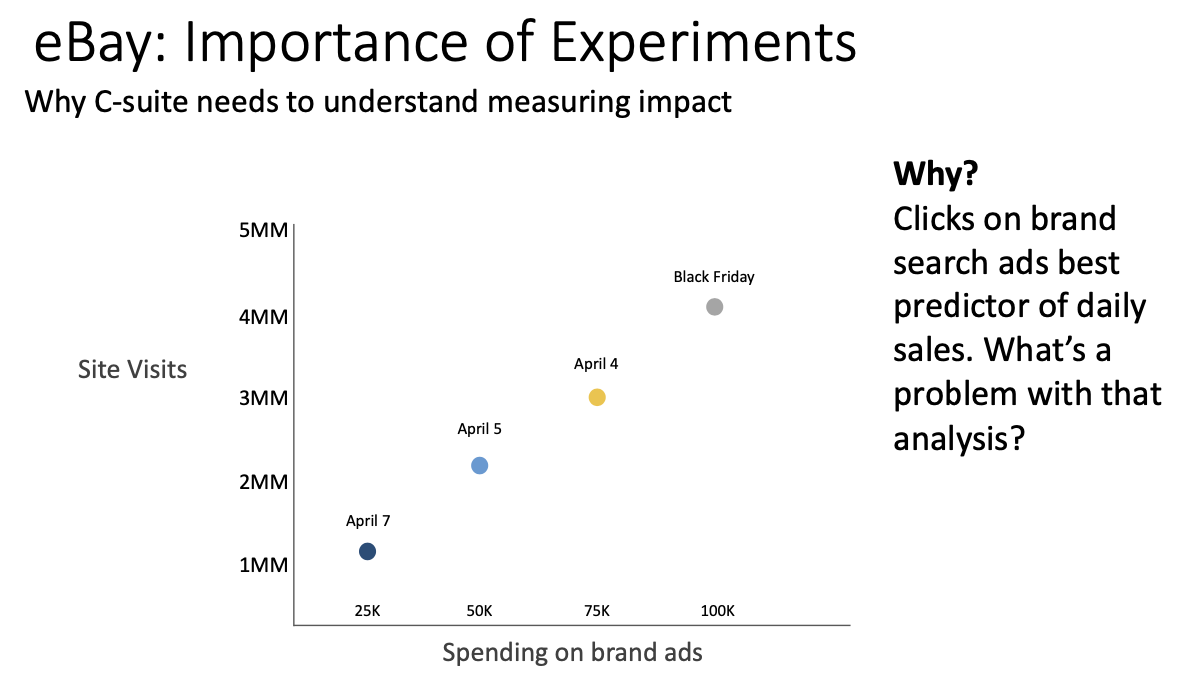 eBay: Importance of Experiments
Why C-suite needs to understand measuring impact
Why?
Clicks on brand
search ads best
predictor of daily
sales. What’s a
problem with that
analysis?
5MM
Black Friday
4MM
Site Visits
April 4
3MM
April 5
2MM
April 7
1MM
25K 50K 75K 100K
Spending on brand ads